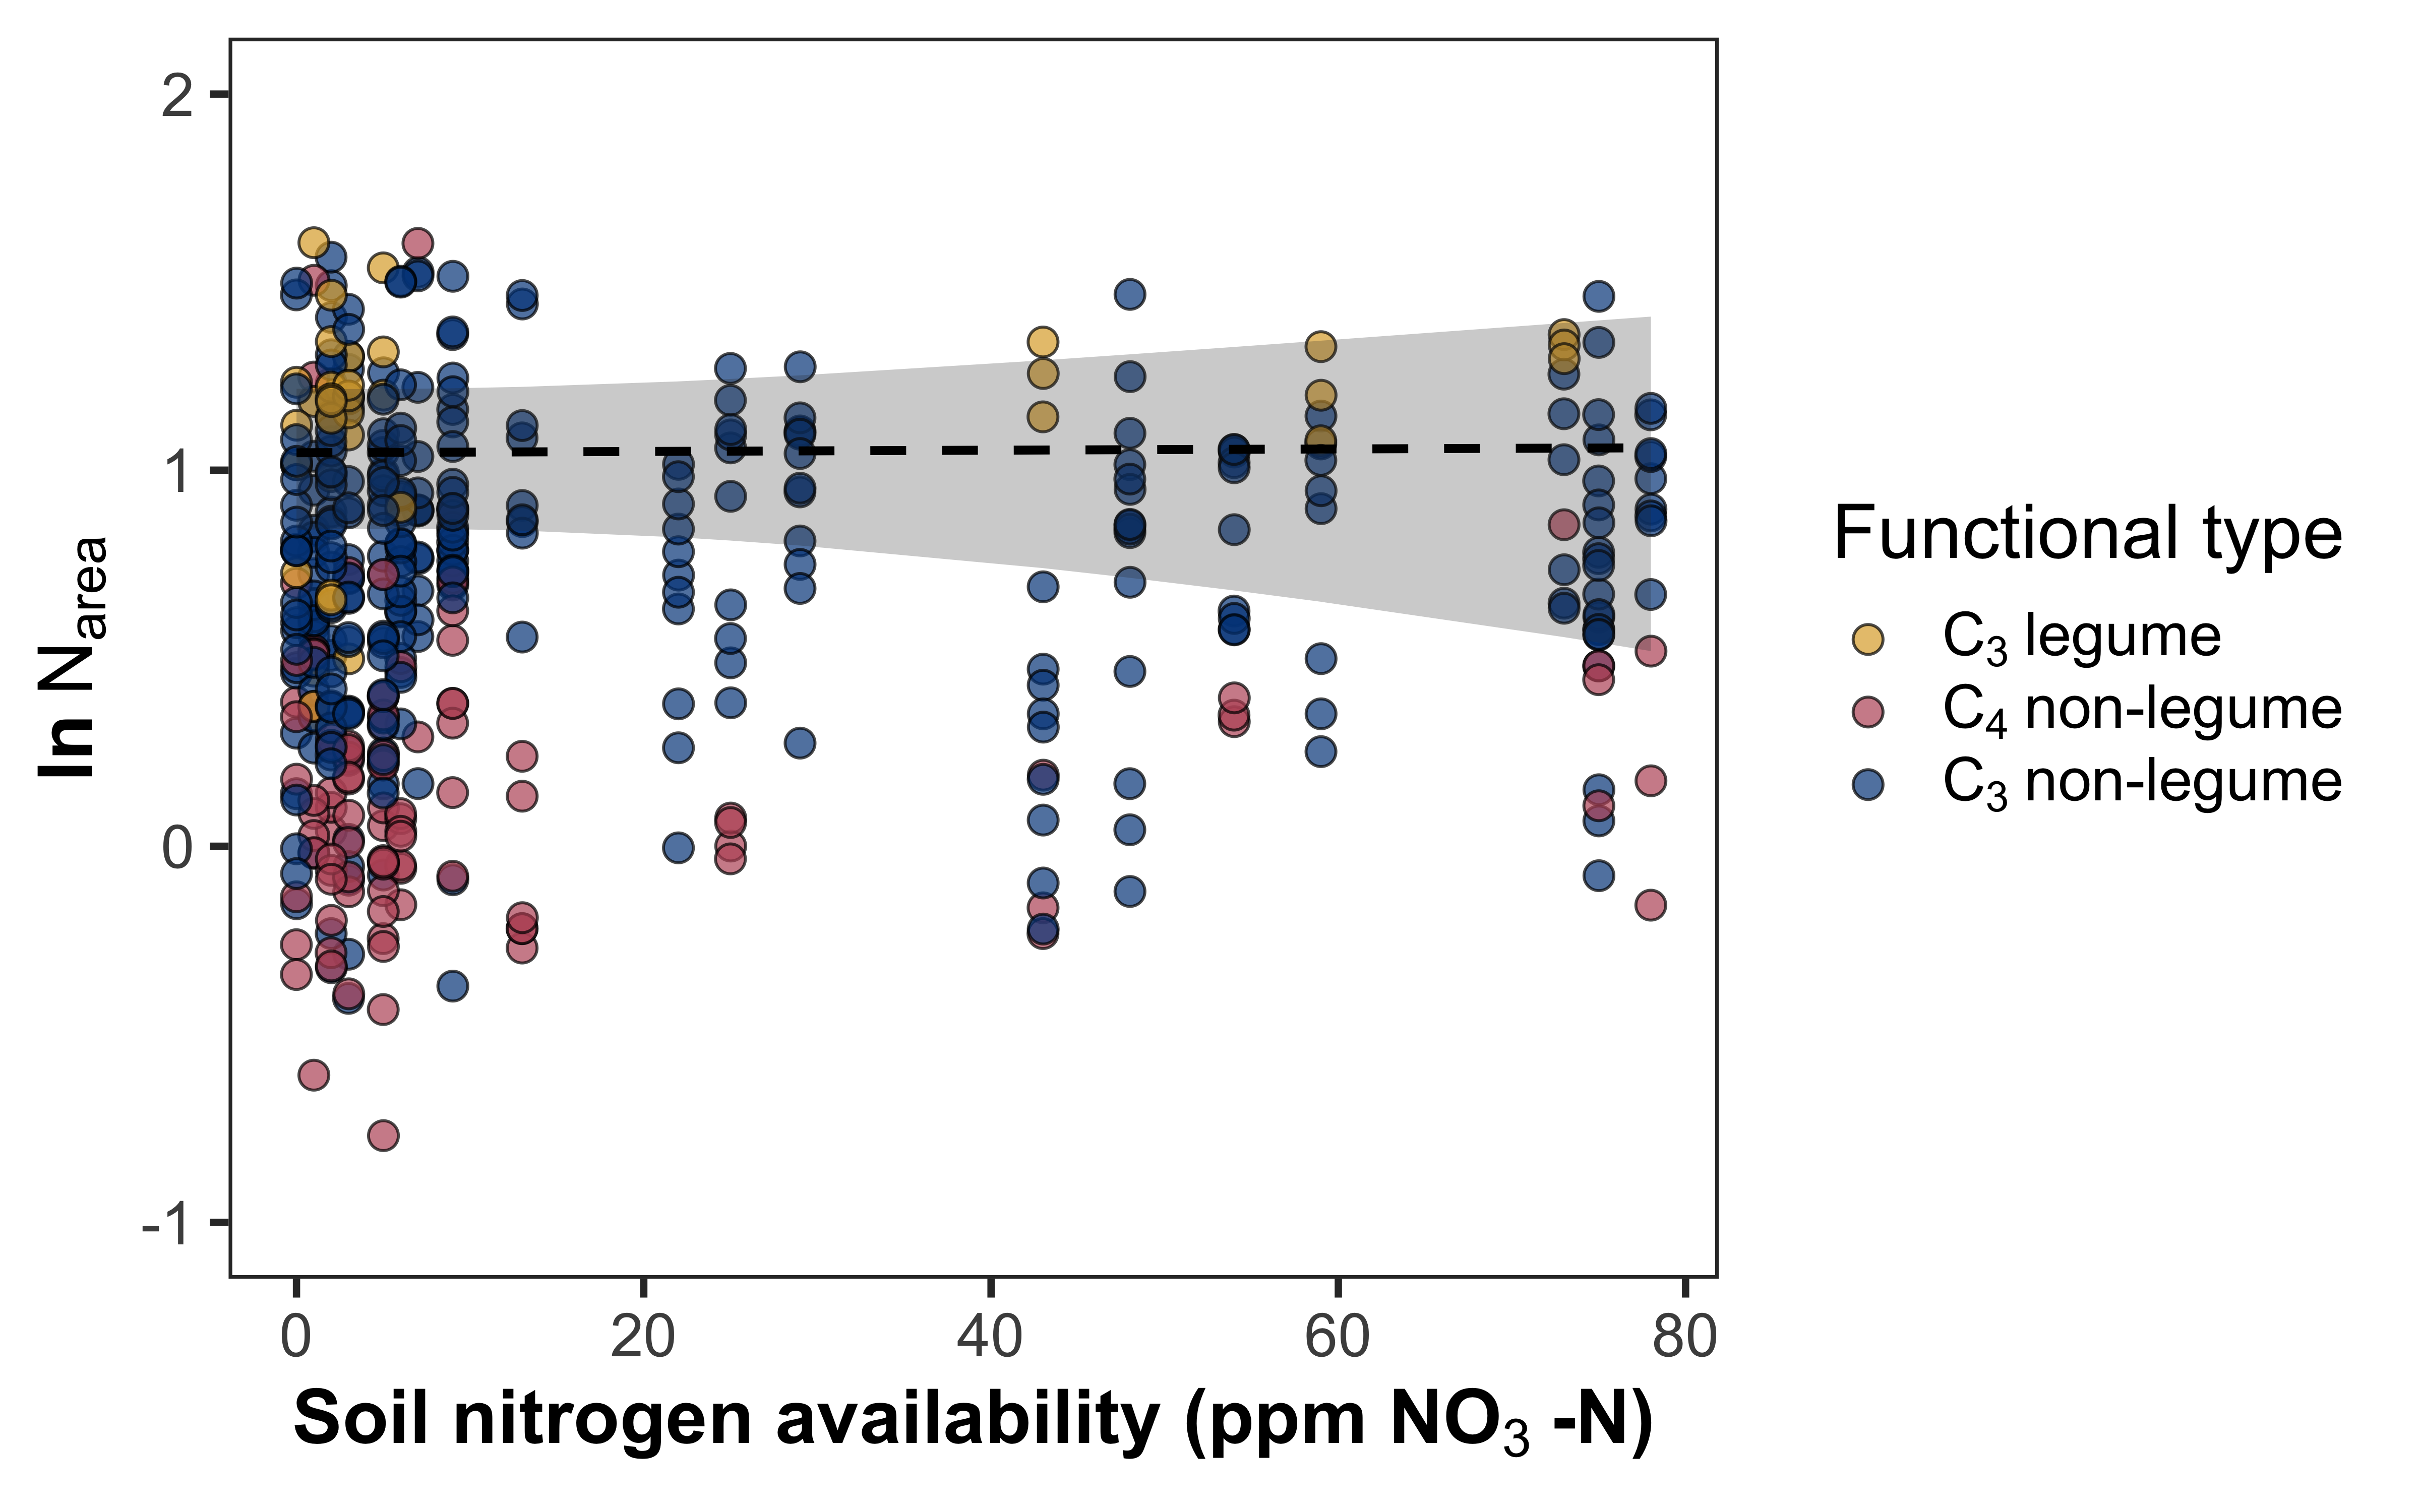 2
1
0
-1
ln Narea
0 20 40 60 80
Soil nitrogen availability (ppm NO3 -N)
Functional type
C3 legume
C4 non-legume
C3 non-legume